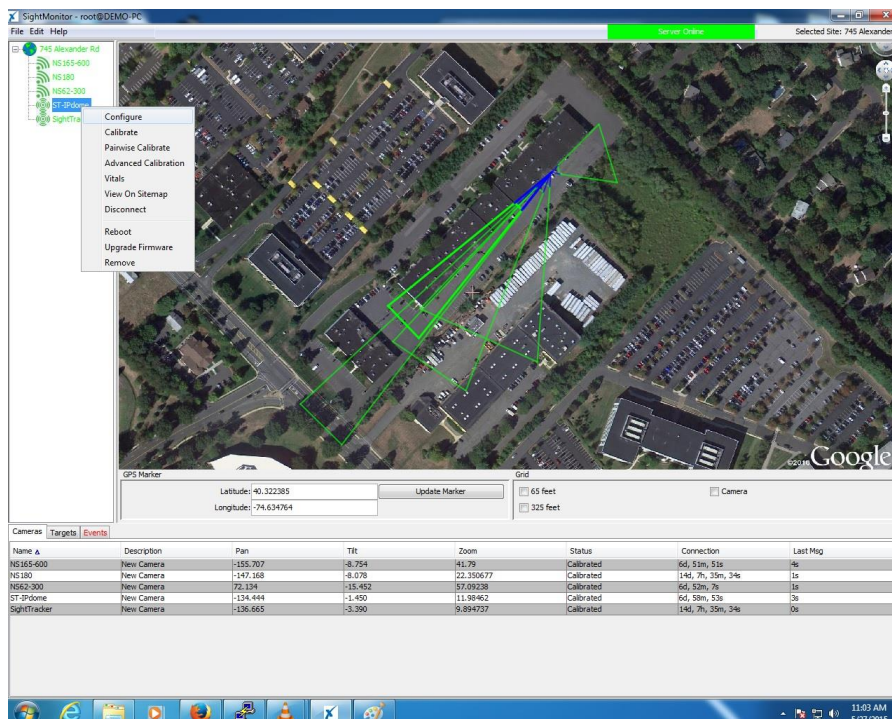 SightMonitor - root@DEMO-PC
File Edit Help
Server Online
Selected Site: 745 Alexander
745 Alexander Rd
NS165-600
NS180
NS62-300
ST-IPdome
SightTra
Configure
Calibrate
Pairwise Calibrate
Advanced Calibration
Vitals
View On Sitemap
Disconnect
Reboot
Upgrade Firmware
Remove
Google
GPS Marker
Latitude: 40.322385
Update Marker
Longitude: -74.634764
Grid
65 feet
Camera
325 feet
Cameras Targets Events
Name Description Pan Tilt Zoom Status Connection Last Msg
NS165-600 New Camera -155.707 -8.754 41.79 Calibrated 6d, 51m, 51s 4s
NS180 New Camera -147.168 -8.078 22.350677 Calibrated 14d, 7h, 35m, 34s 1s
NS62-300 New Camera 72.134 -15.452 57.09238 Calibrated 6d, 52m, 7s 1s
ST-IPdome New Camera -134.444 -1.450 11.98462 Calibrated 6d, 58m, 53s 3s
SightTracker New Camera -136.665 -3.390 9.894737 Calibrated 14d, 7h, 35m, 34s 0s
11:03 AM